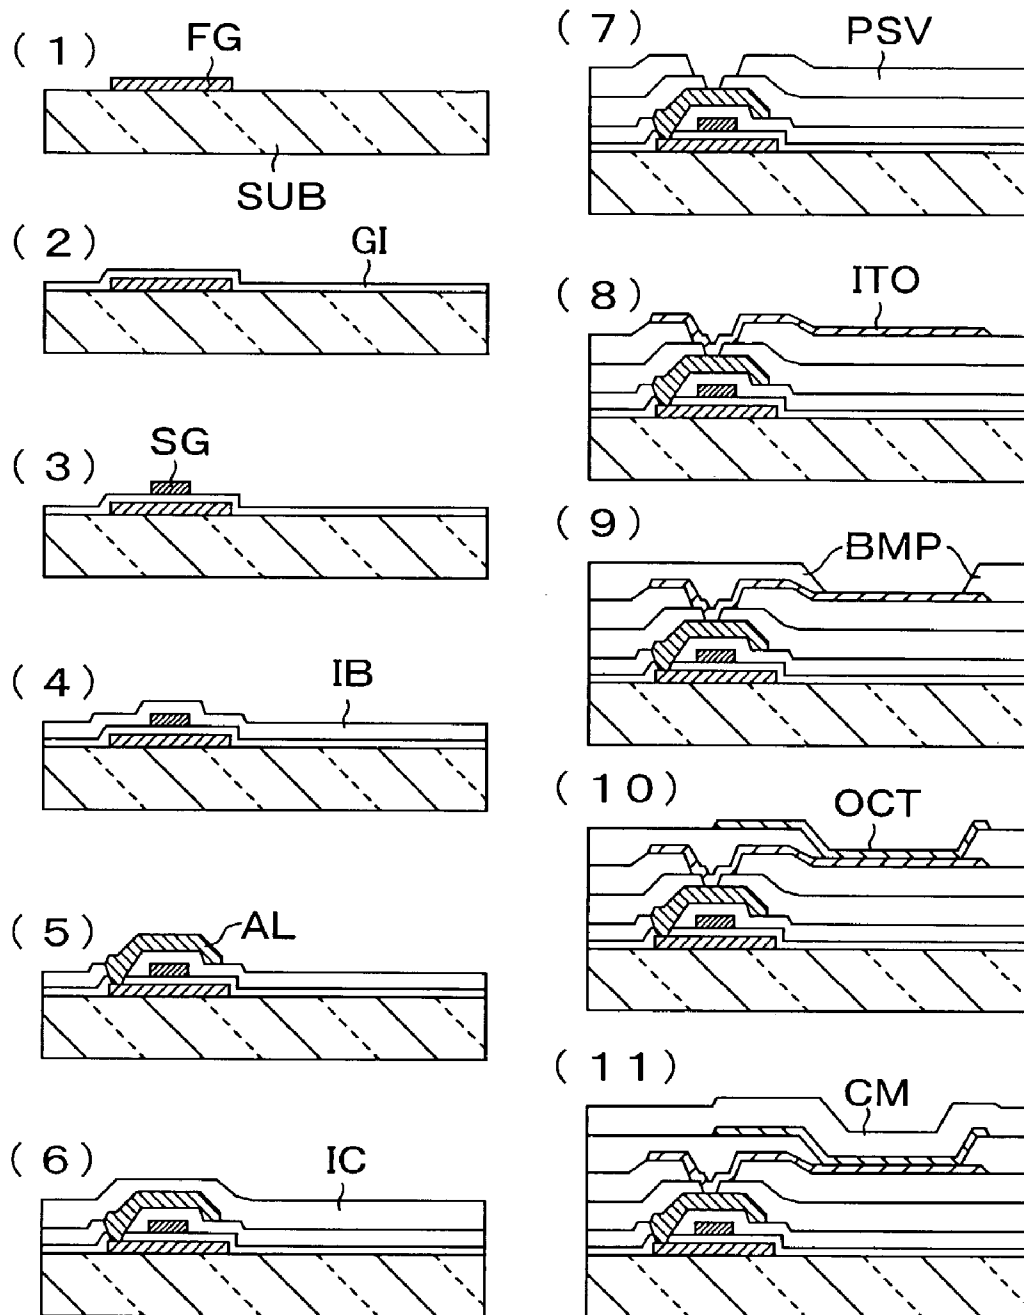 (1)
FG
SUB
(2)
GI
(3)
SG
(4)
IB
(5)
AL
(6)
IC
(7)
PSV
(8)
ITO
(9)
BMP
(10)
OCT
(11)
CM